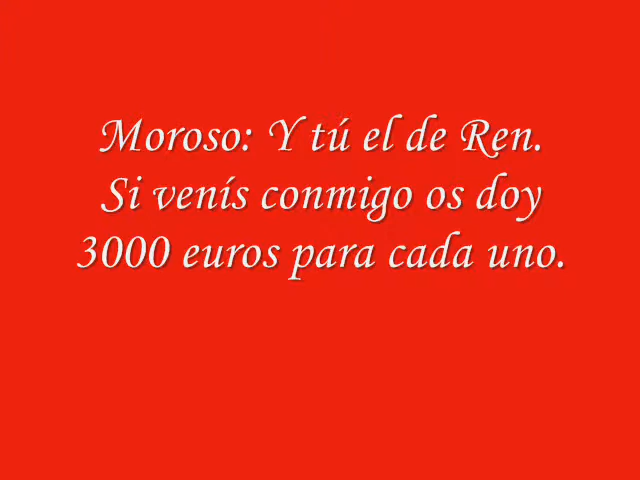 Moroso: Y tú el de Ren.
Si venís conmigo os doy
3000 euros para cada uno.